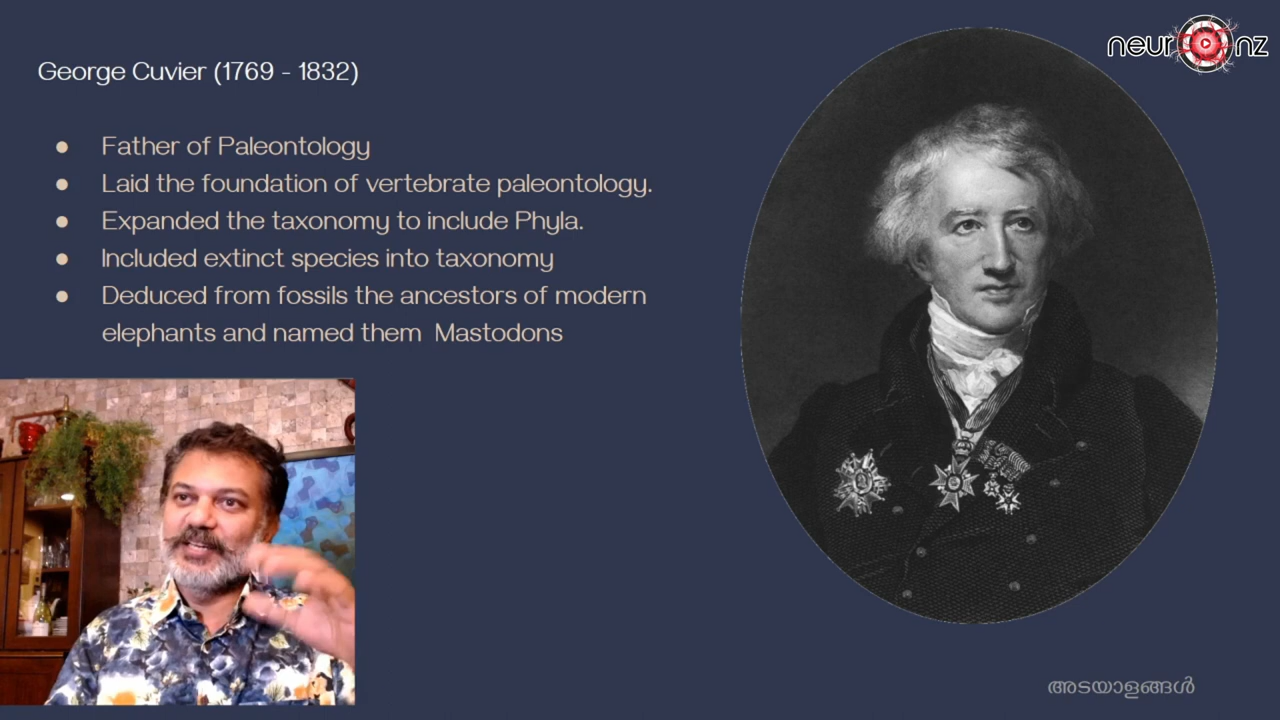 neuronz
George Cuvier (1769 - 1832)
● Father of Paleontology
● Laid the foundation of vertebrate paleontology.
● Expanded the taxonomy to include Phyla.
● Included extinct species into taxonomy
● Deduced from fossils the ancestors of modern
elephants and named them Mastodons
അടയാളങ്ങൾ